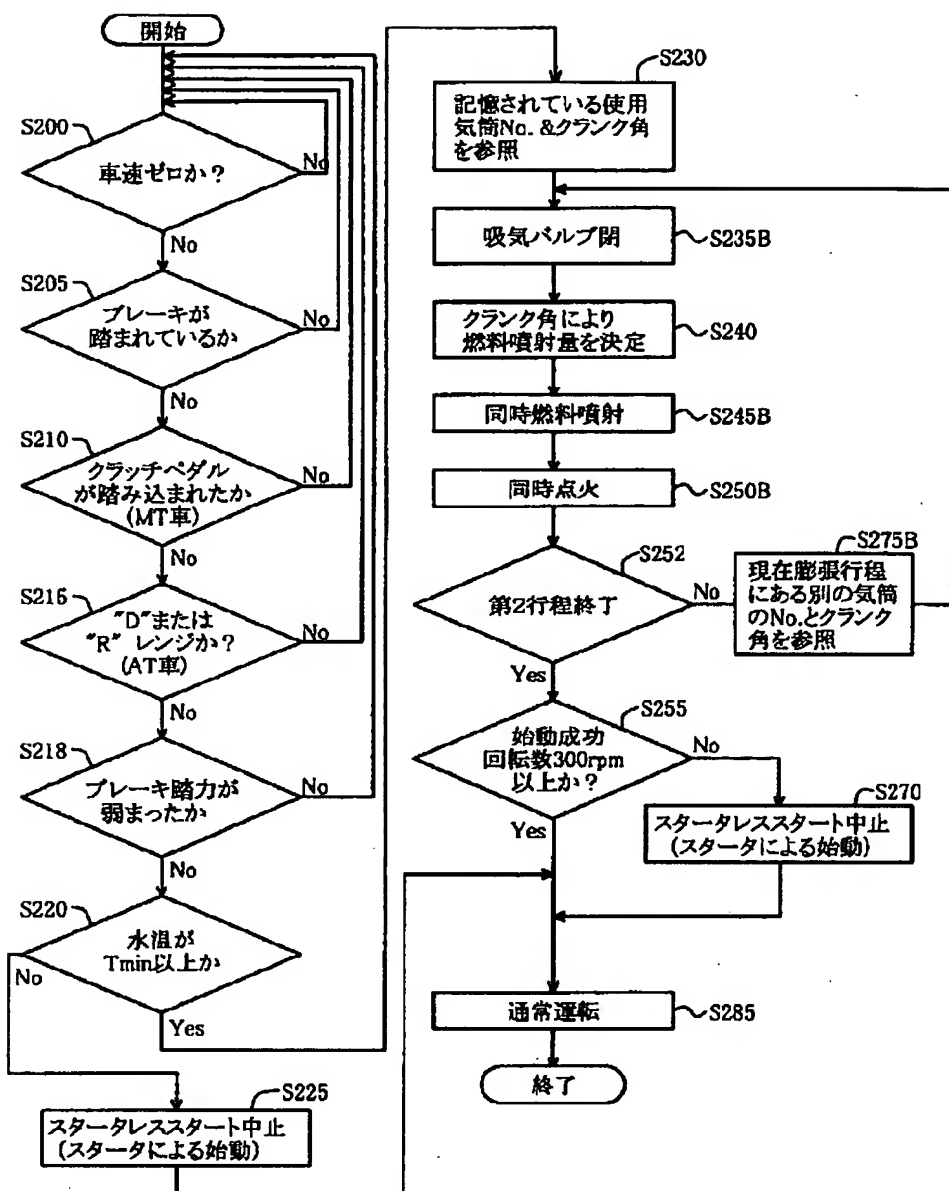 開始
S200
車速ゼロか？
No
No
S205
ブレーキが
踏まれているか
No
No
S210
クラッチペダル
が踏み込まれたか
(MT車)
No
No
S216
"D"または
"R" レンジか？
(AT車)
No
No
S218
ブレーキ踏力が
弱まったか
No
No
S220
水温が
Tmin以上か
No
Yes
S225
スタータレススタート中止
(スタータによる始動)
S230
記憶されている使用
気筒No.&クランク角
を参照
吸気バルブ閉
S235B
クランク角により
燃料噴射量を決定
S240
同時燃料噴射
S245B
同時点火
S250B
S252
第2行程終了
No
Yes
S275B
現在膨張行程
にある別の気筒
のNo.とクランク
角を参照
S255
始動成功
回転数300rpm
以上か？
No
Yes
S270
スタータレススタート中止
(スタータによる始動)
通常運転
S285
終了